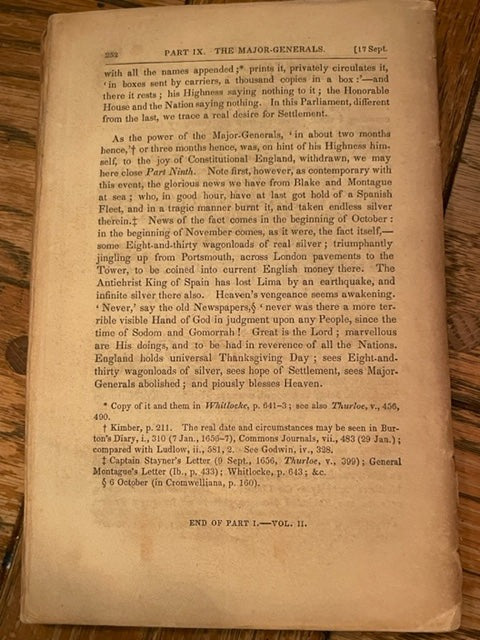 252 PART IX. THE MAJOR-GENERALS. [17 Sept.
with all the names appended;* prints it, privately circulates it,
‘in boxes sent by carriers, a thousand copies in a box:’—and
there it rests; his Highness saying nothing to it; the Honorable
House and the Nation saying nothing. In this Parliament, different
from the last, we trace a real desire for Settlement.
As the power of the Major-Generals, ‘in about two months
hence,’† or three months hence, was, on hint of his Highness him-
self, to the joy of Constitutional England, withdrawn, we may
here close Part Ninth. Note first, however, as contemporary with
this event, the glorious news we have from Blake and Montague
at sea; who, in good hour, have at last got hold of a Spanish
Fleet, and in a tragic manner burnt it, and taken endless silver
therein.‡ News of the fact comes in the beginning of October:
in the beginning of November comes, as it were, the fact itself,—
some Eight-and-thirty wagonloads of real silver; triumphantly
jingling up from Portsmouth, across London pavements to the
Tower, to be coined into current English money there. The
Antichrist King of Spain has lost Lima by an earthquake, and
infinite silver there also. Heaven's vengeance seems awakening.
‘Never,’ say the old Newspapers,§ ‘never was there a more ter-
rible visible Hand of God in judgment upon any People, since the
time of Sodom and Gomorrah! Great is the Lord; marvellous
are His doings, and to be had in reverence of all the Nations.
England holds universal Thanksgiving Day; sees Eight-and-
thirty wagonloads of silver, sees hope of Settlement, sees Major-
Generals abolished; and piously blesses Heaven.
* Copy of it and them in Whitlocke, p. 641-3; see also Thurloe, v., 456,
490.
† Kimber, p. 211. The real date and circumstances may be seen in Bur-
ton's Diary, i., 310 (7 Jan., 1656-7), Commons Journals, vii., 483 (29 Jan.);
compared with Ludlow, ii., 581, 2. See Godwin, iv., 328.
‡ Captain Stayner's Letter (9 Sept., 1656, Thurloe, v., 399); General
Montague's Letter (Ib., p. 433); Whitlocke, p. 643; &c.
§ 6 October (in Cromwelliana, p. 160).
END OF PART I.—VOL. II.